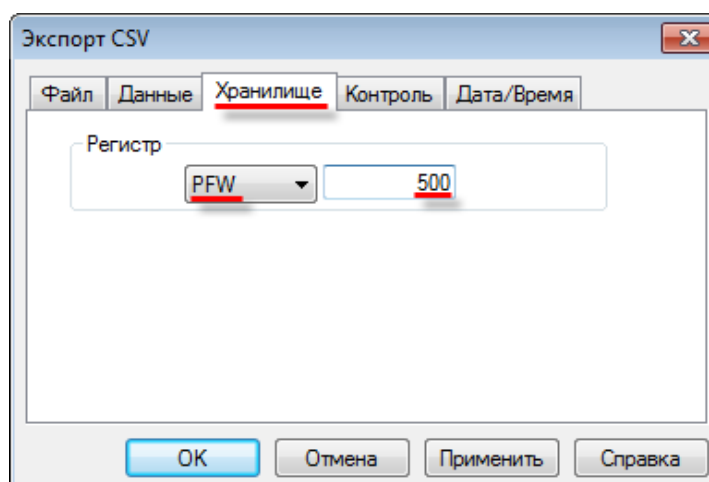 Экспорт CSV
Файл Данные Хранилище Контроль Дата/Время
Регистр
PFW 500
OK Отмена Применить Справка